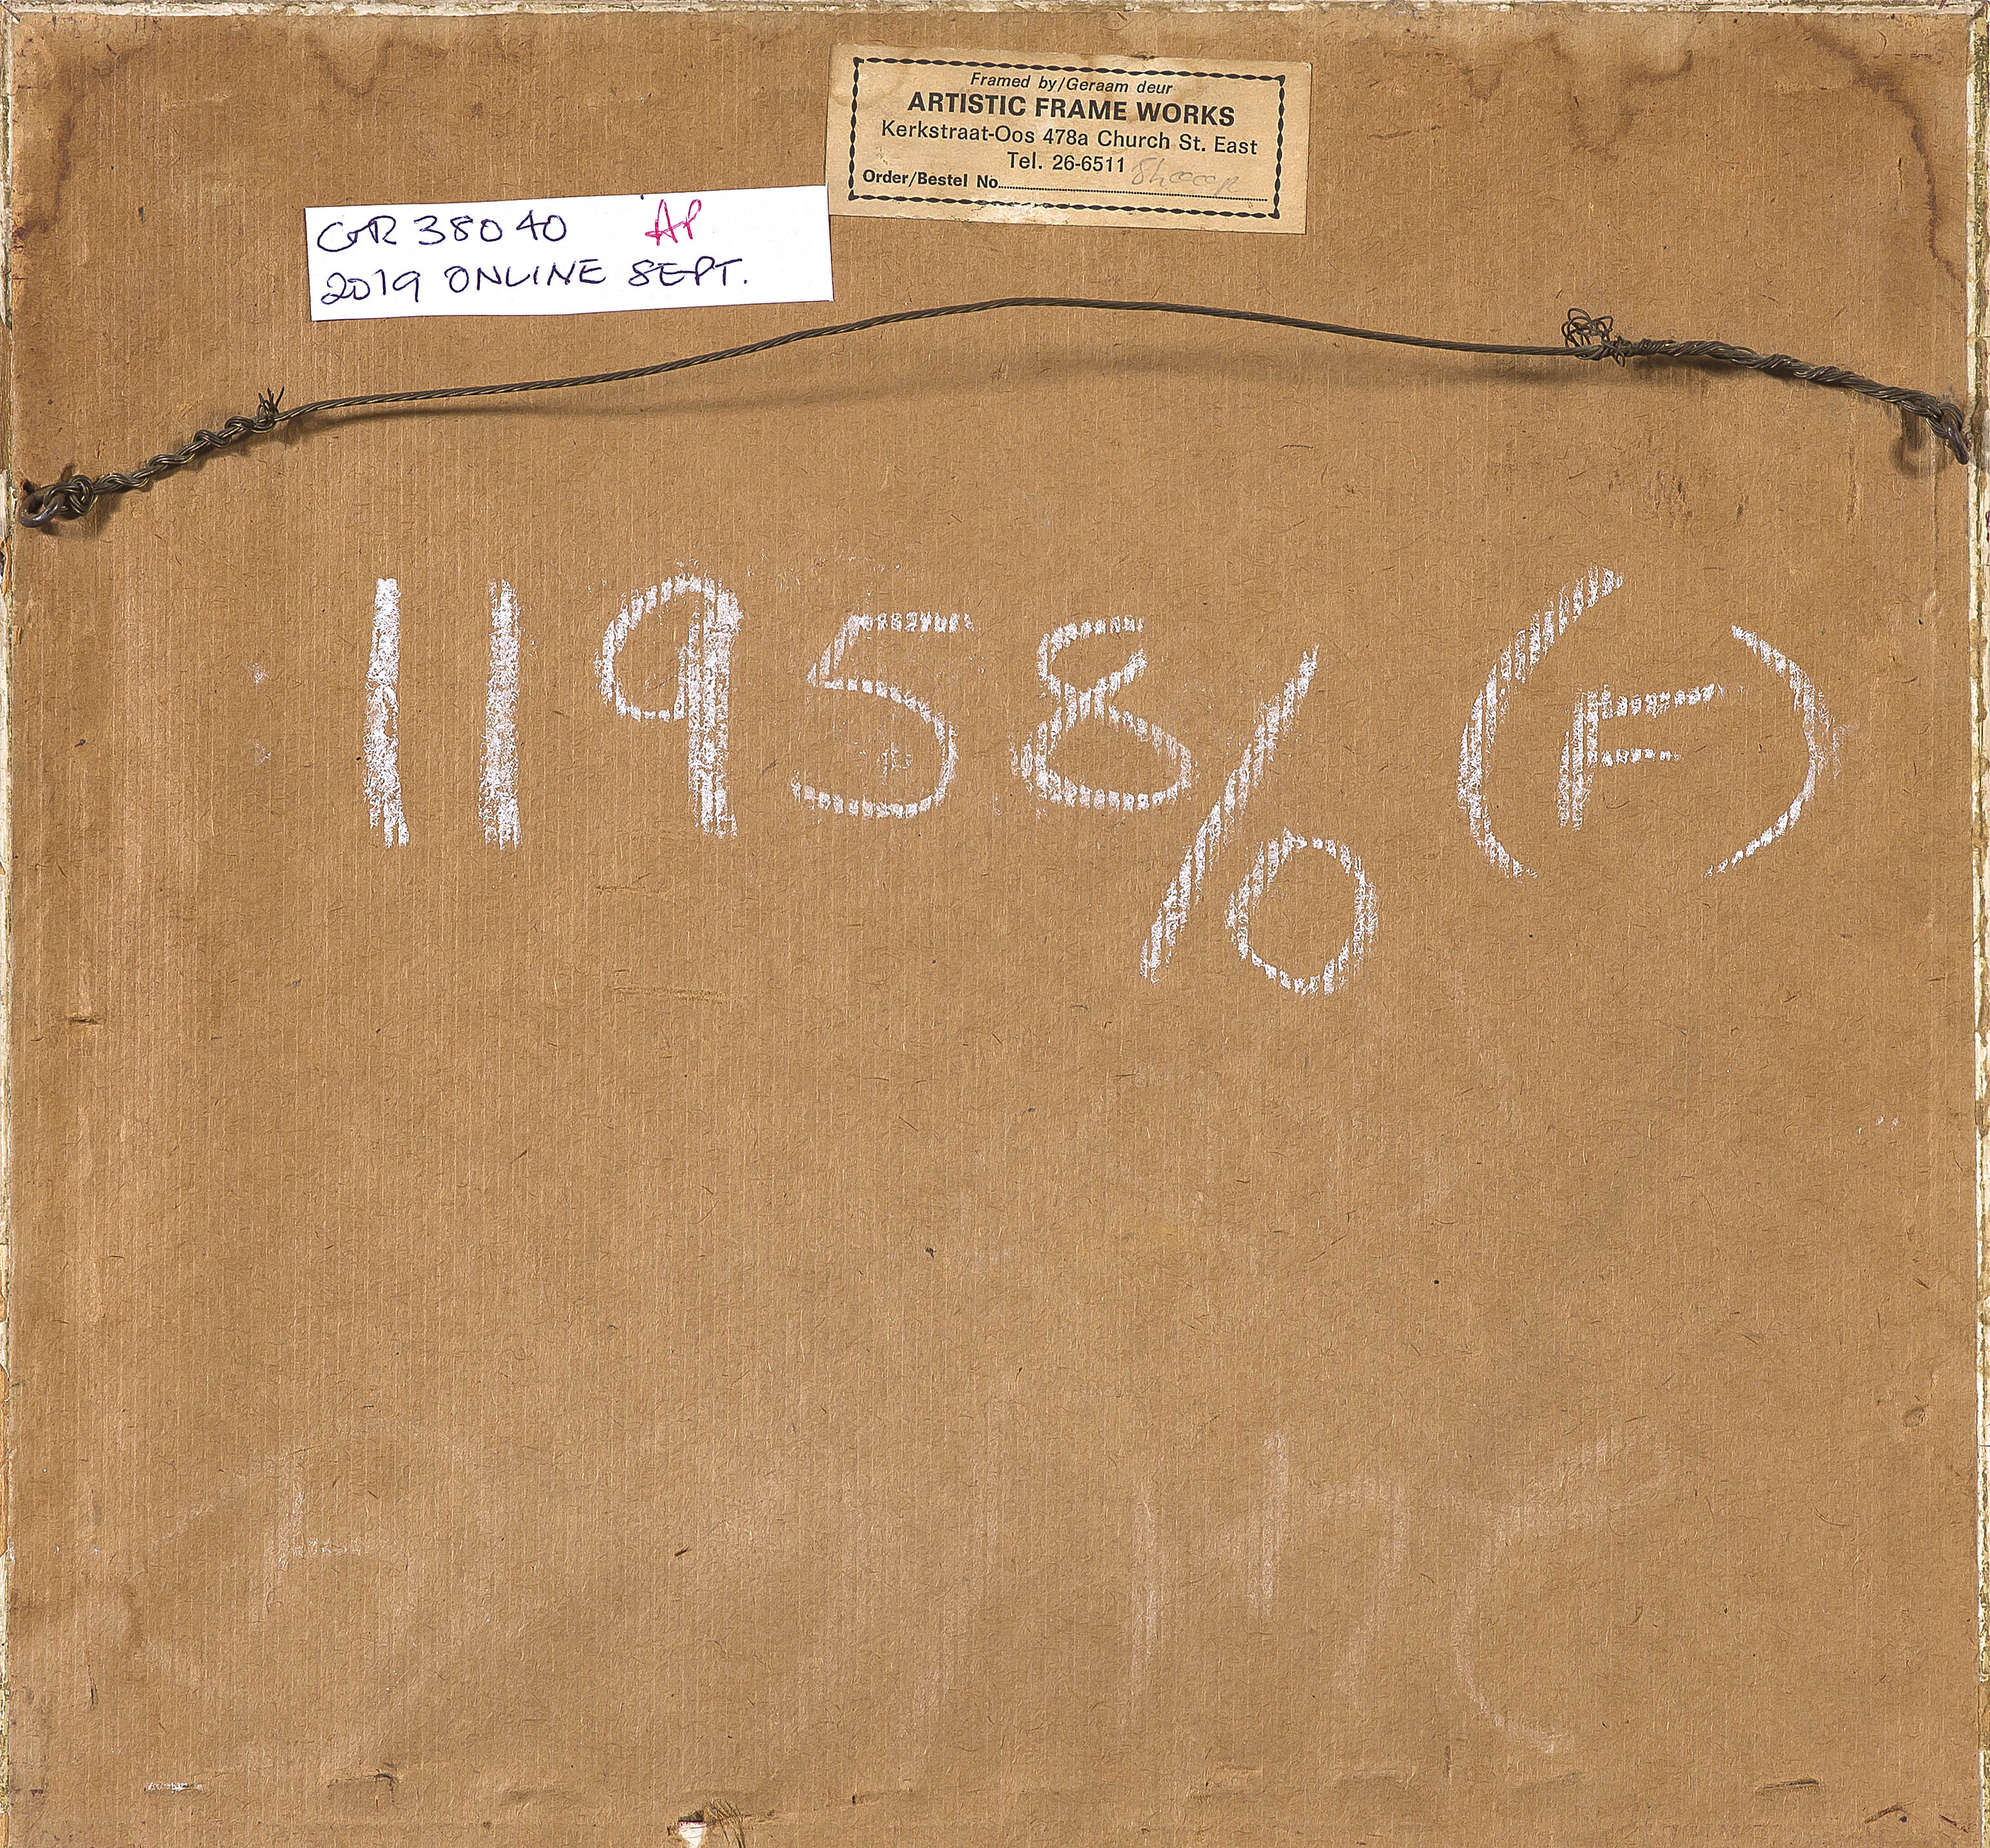 Framed by/Geraam deur
ARTISTIC FRAME WORKS
Kerkstraat-Oos 478a Church St. East
Tel. 26-6511
Order/Bestel No.
GR 38040 AP
2019 ONLINE SEPT.
11958/0 (F)